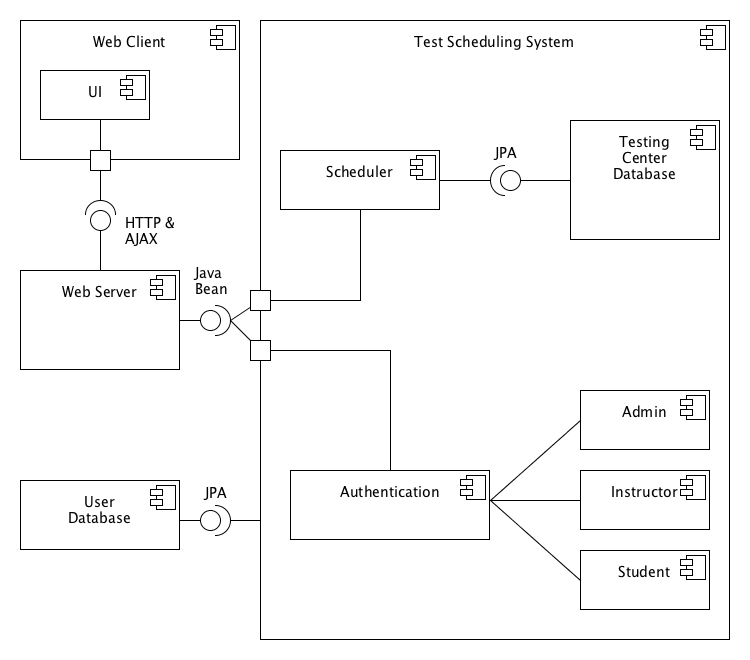 Web Client
UI
HTTP &
AJAX
Web Server
Java
Bean
User
Database
JPA
Test Scheduling System
Scheduler
JPA
Testing
Center
Database
Authentication
Admin
Instructor
Student